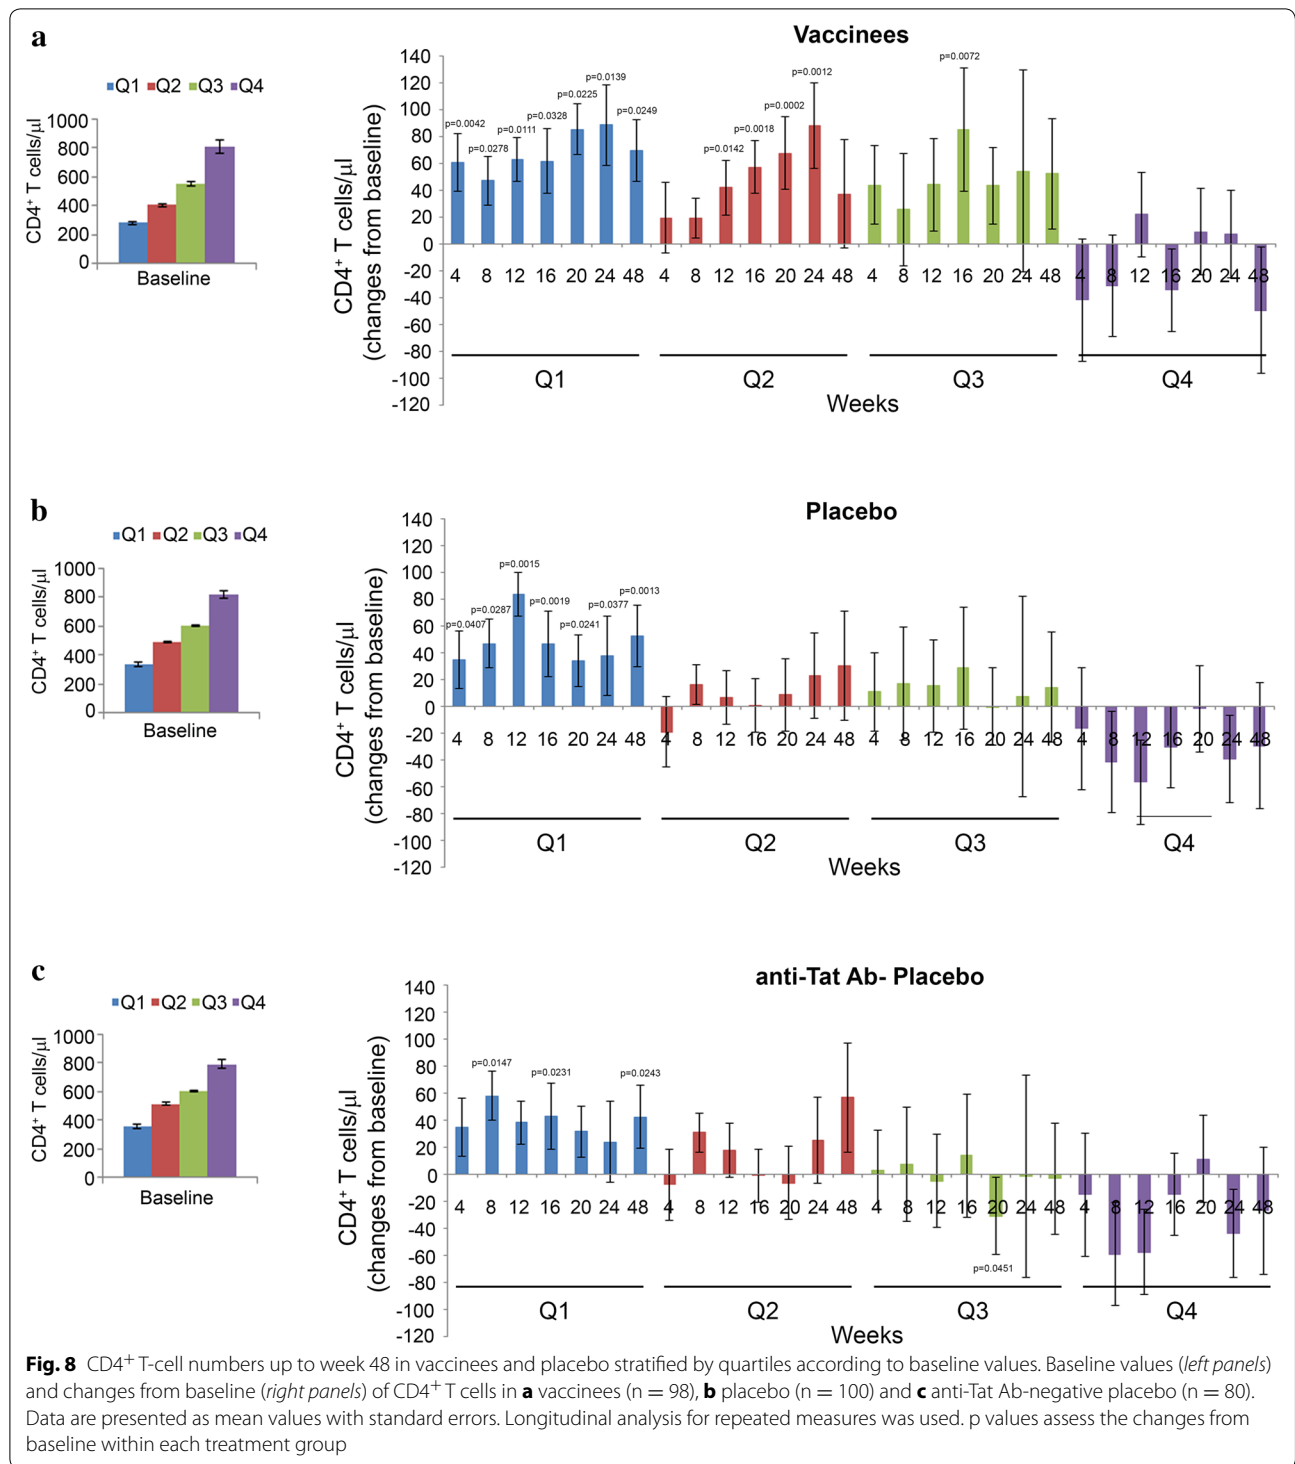 a
Vaccinees
Q1 Q2 Q3 Q4
CD4+ T cells/µl
1000
800
600
400
200
0
Baseline
CD4+ T cells/µl
(changes from baseline)
140
120
100
80
60
40
20
0
-20
-40
-60
-80
-100
-120
p=0.0042
p=0.0278
p=0.0111
p=0.0328
p=0.0225
p=0.0139
p=0.0249
p=0.0142
p=0.0018
p=0.0002
p=0.0012
p=0.0072
4 8 12 16 20 24 48 4 8 12 16 20 24 48 4 8 12 16 20 24 48 4 8 12 16 20 24 48
Q1 Q2 Q3 Q4
Weeks
b
Placebo
Q1 Q2 Q3 Q4
CD4+ T cells/µl
1000
800
600
400
200
0
Baseline
CD4+ T cells/µl
(changes from baseline)
140
120
100
80
60
40
20
0
-20
-40
-60
-80
-100
-120
p=0.0407
p=0.0287
p=0.0015
p=0.0019
p=0.0241
p=0.0377
p=0.0013
4 8 12 16 20 24 48 4 8 12 16 20 24 48 4 8 12 16 20 24 48 4 8 12 16 20 24 48
Q1 Q2 Q3 Q4
Weeks
c
anti-Tat Ab- Placebo
Q1 Q2 Q3 Q4
CD4+ T cells/µl
1000
800
600
400
200
0
Baseline
CD4+ T cells/µl
(changes from baseline)
140
120
100
80
60
40
20
0
-20
-40
-60
-80
-100
-120
p=0.0147
p=0.0231
p=0.0243
p=0.0451
4 8 12 16 20 24 48 4 8 12 16 20 24 48 4 8 12 16 20 24 48 4 8 12 16 20 24 48
Q1 Q2 Q3 Q4
Weeks
Fig. 8 CD4+ T-cell numbers up to week 48 in vaccinees and placebo stratified by quartiles according to baseline values. Baseline values (left panels)
and changes from baseline (right panels) of CD4+ T cells in a vaccinees (n = 98), b placebo (n = 100) and c anti-Tat Ab-negative placebo (n = 80).
Data are presented as mean values with standard errors. Longitudinal analysis for repeated measures was used. p values assess the changes from
baseline within each treatment group